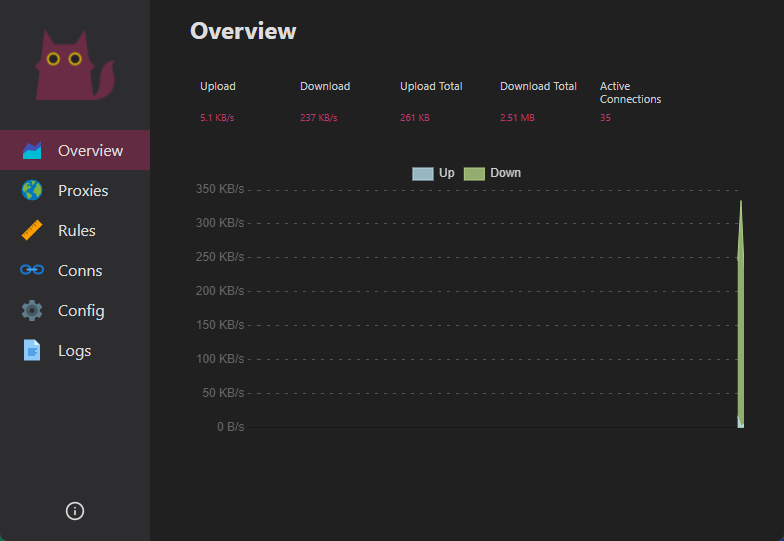 Overview
Upload
Download
Upload Total
Download Total
Active
Connections
5.1 KB/s
237 KB/s
261 KB
2.51 MB
35
Overview
Proxies
Rules
Conns
Config
Logs
Up
Down
350 KB/s
300 KB/s
250 KB/s
200 KB/s
150 KB/s
100 KB/s
50 KB/s
0 B/s